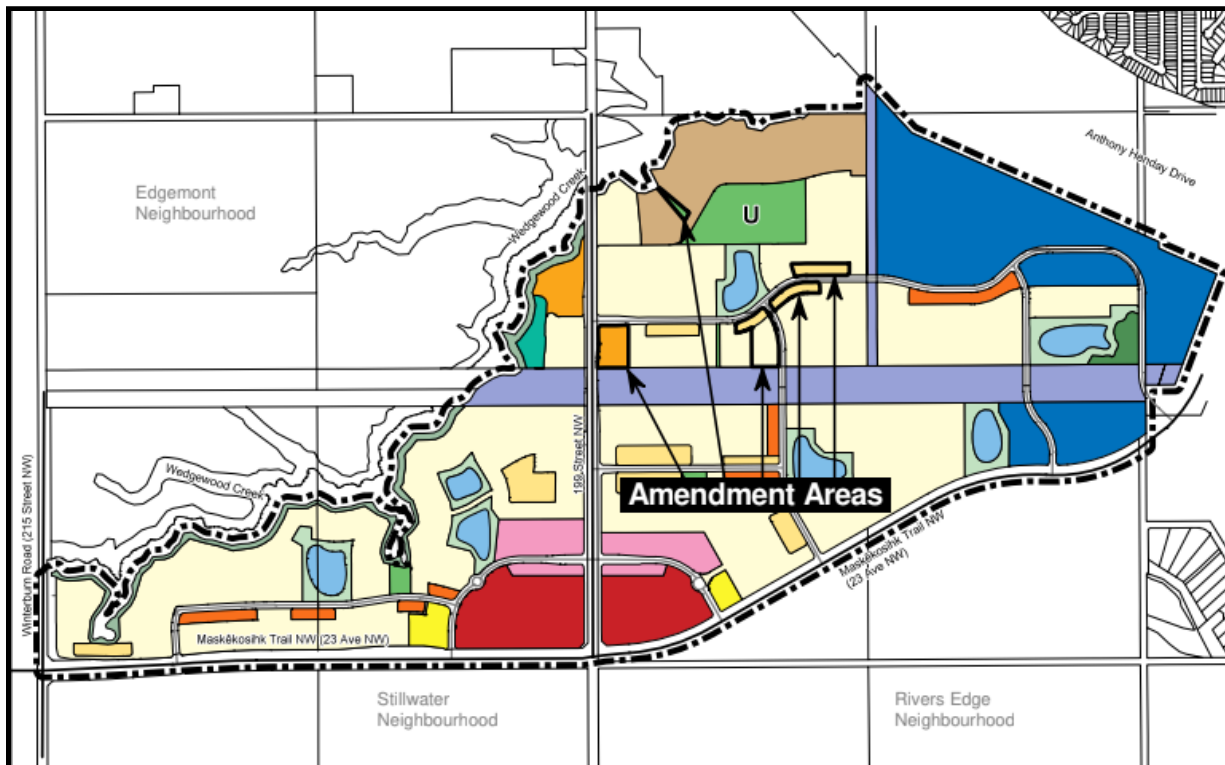 Anthony Henday Drive
Edgemont
Neighbourhood
Wedgewood Creek
U
199 Street NW
Winterburn Road (215 Street NW)
Wedgewood Creek
Amendment Areas
Maskêkosihk Trail NW
(23 Ave NW)
Maskêkosihk Trail NW (23 Ave NW)
Stillwater
Neighbourhood
Rivers Edge
Neighbourhood